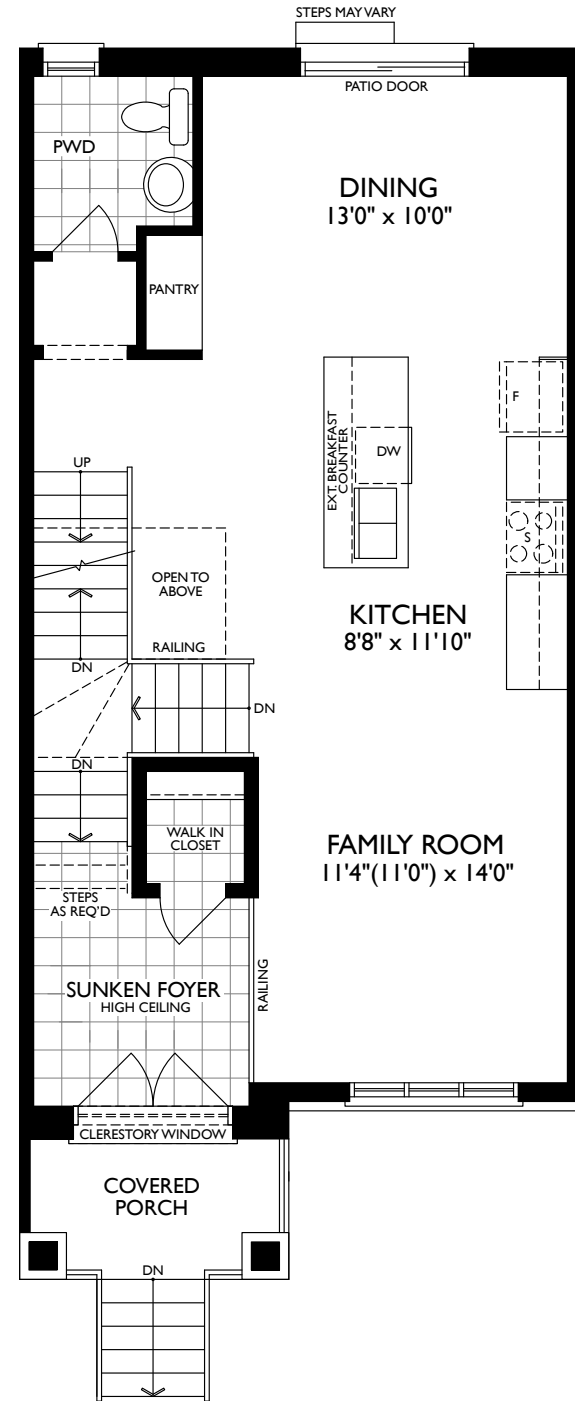 STEPS MAY VARY
PATIO DOOR
PWD
DINING
13'0" x 10'0"
PANTRY
F
EXT. BREAKFAST
COUNTER
DW
UP
S
OPEN TO
ABOVE
KITCHEN
8'8" x 11'10"
RAILING
DN
DN
DN
WALK IN
CLOSET
FAMILY ROOM
11'4"(11'0") x 14'0"
STEPS
AS REQ'D
RAILING
SUNKEN FOYER
HIGH CEILING
CLERESTORY WINDOW
COVERED
PORCH
DN